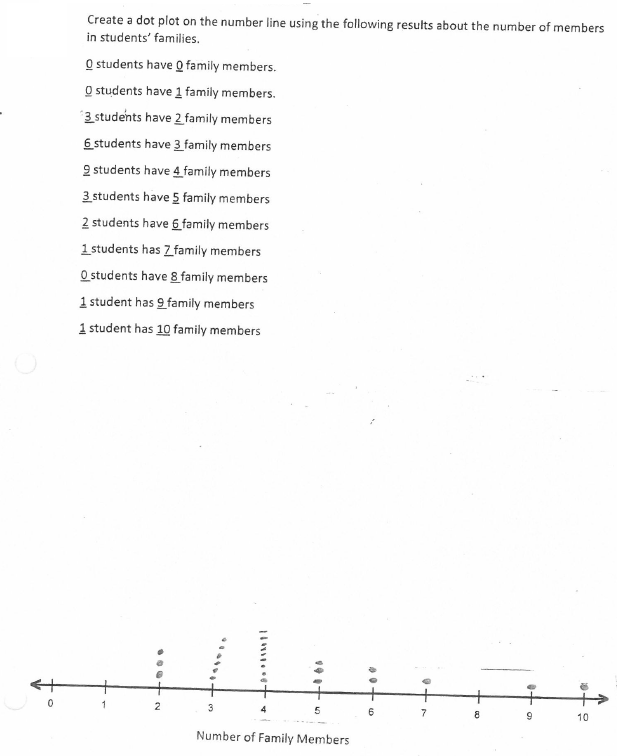 Create a dot plot on the number line using the following results about the number of members
in students' families.
0 students have 0 family members.
0 students have 1 family members.
3 students have 2 family members
6 students have 3 family members
9 students have 4 family members
3 students have 5 family members
2 students have 6 family members
1 students has 7 family members
0 students have 8 family members
1 student has 9 family members
1 student has 10 family members
0 1 2 3 4 5 6 7 8 9 10
Number of Family Members